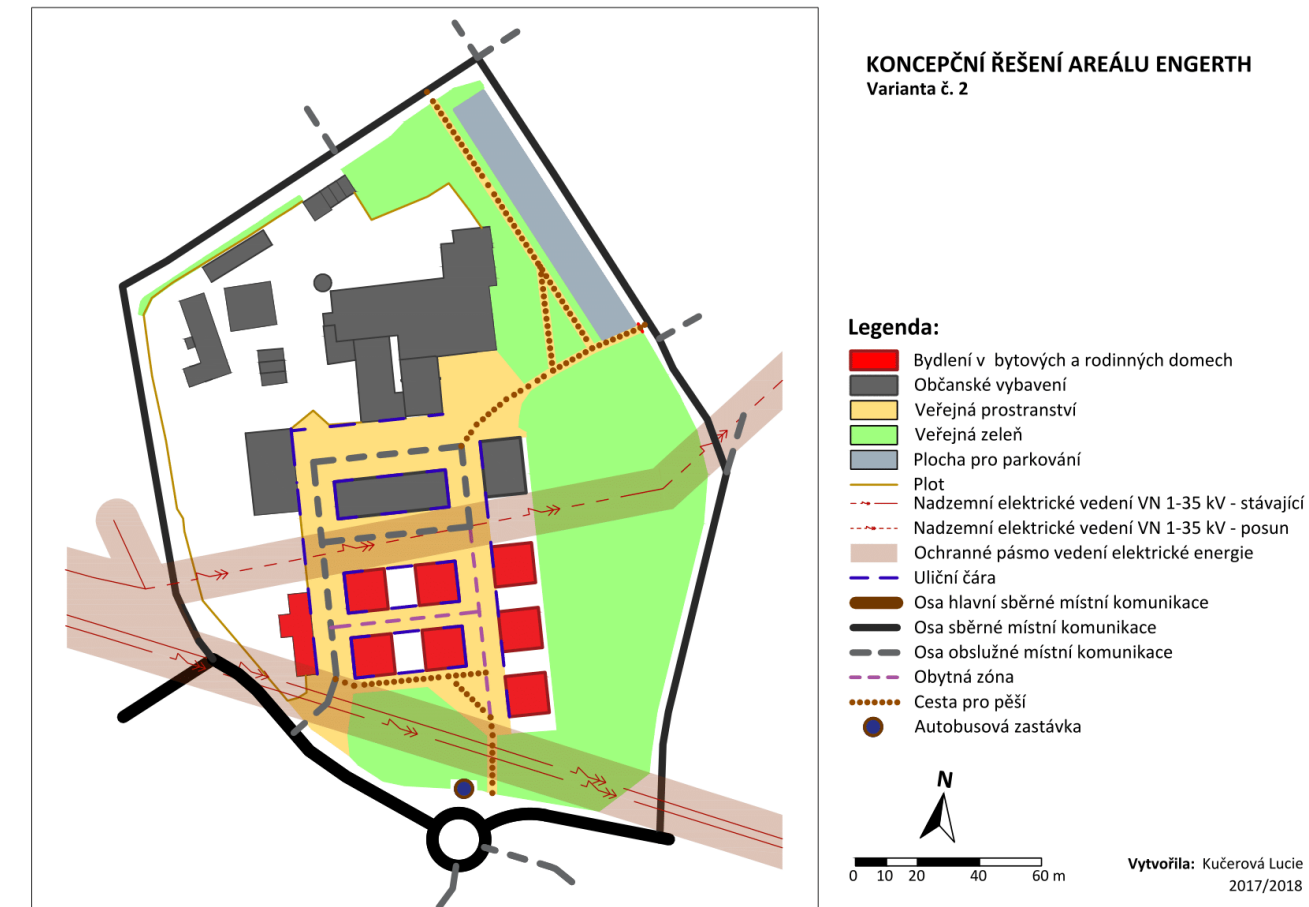 KONCEPČNÍ ŘEŠENÍ AREÁLU ENGERTH
Varianta č. 2
Legenda:
Bydlení v bytových a rodinných domech
Občanské vybavení
Veřejná prostranství
Veřejná zeleň
Plocha pro parkování
Plot
Nadzemní elektrické vedení VN 1-35 kV - stávající
Nadzemní elektrické vedení VN 1-35 kV - posun
Ochranné pásmo vedení elektrické energie
Uliční čára
Osa hlavní sběrné místní komunikace
Osa sběrné místní komunikace
Osa obslužné místní komunikace
Obytná zóna
Cesta pro pěší
Autobusová zastávka
N
0 10 20 40 60 m
Vytvořila: Kučerová Lucie
2017/2018